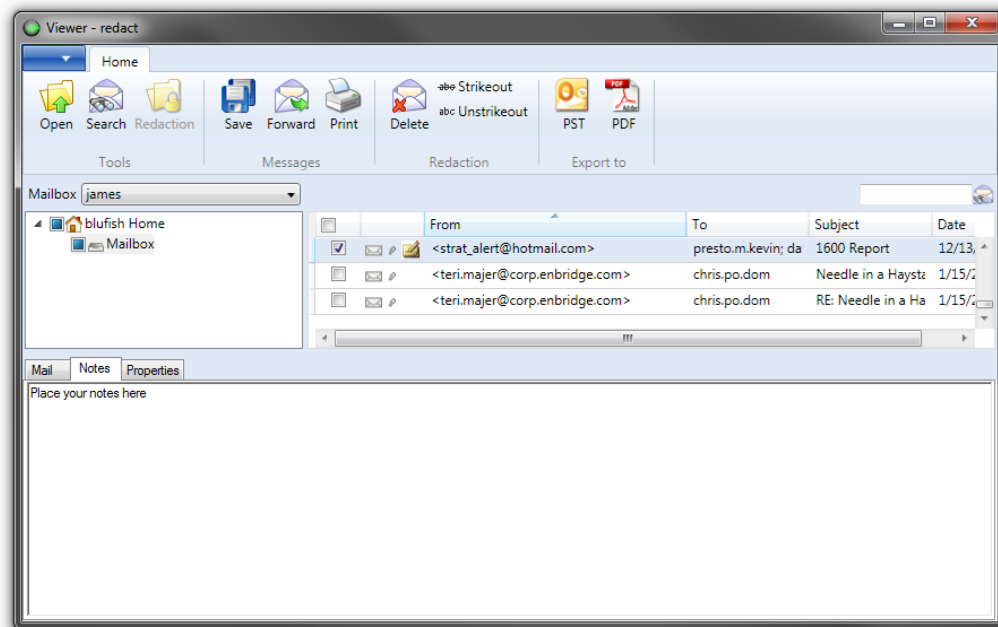 Viewer - redact
Home
Open Search Redaction Save Forward Print Delete Strikeout PST PDF
abc Unstrikeout
Tools Messages Redaction Export to
Mailbox james
blufish Home
Mailbox
From To Subject Date
<strat_alert@hotmail.com> presto.m.kevin; da 1600 Report 12/13,
<teri.majer@corp.enbridge.com> chris.po.dom Needle in a Haysta 1/15/2
<teri.majer@corp.enbridge.com> chris.po.dom RE: Needle in a Ha 1/15/2
Mail Notes Properties
Place your notes here